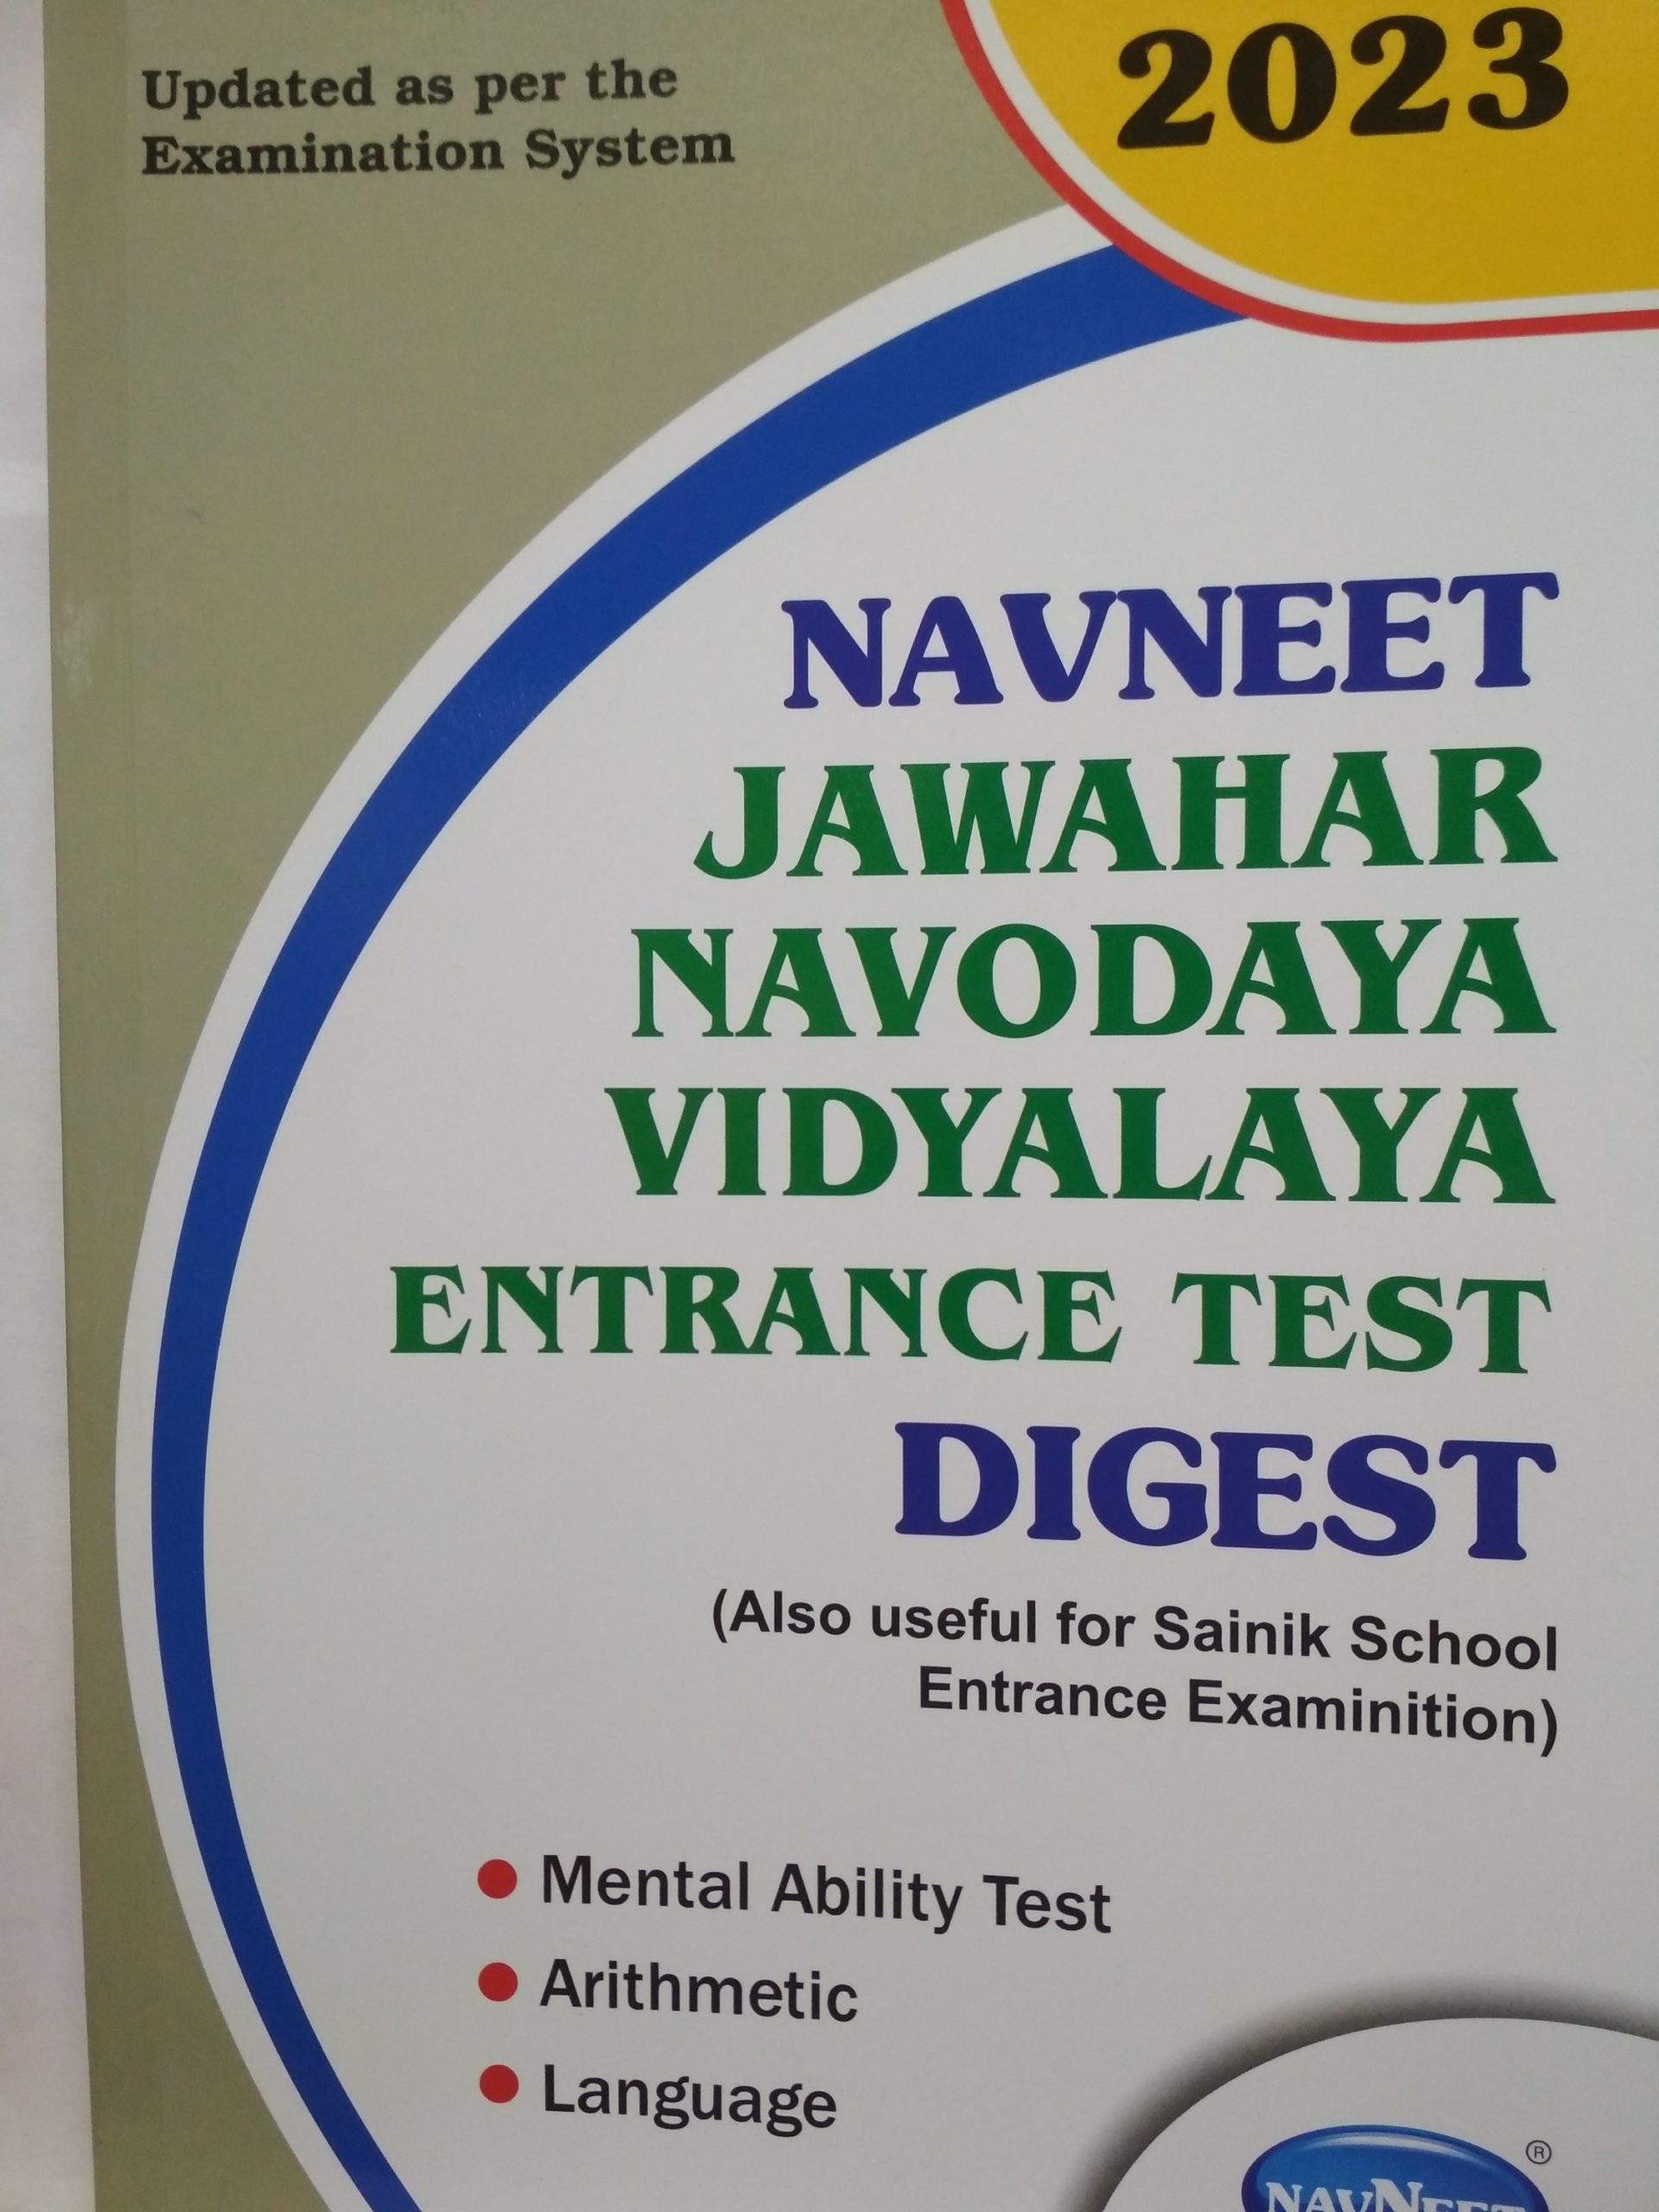 2023
Updated as per the
Examination System
NAVNEET
JAWAHAR
NAVODAYA
VIDYALAYA
ENTRANCE TEST
DIGEST
(Also useful for Sainik School
Entrance Examinition)
Mental Ability Test
Arithmetic
Language
NAVNEET ®